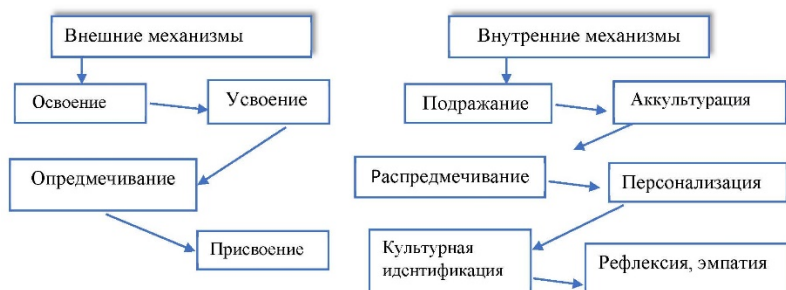 Внешние механизмы
Освоение
Усвоение
Опредмечивание
Присвоение
Внутренние механизмы
Подражание
Аккультурация
Распредмечивание
Персонализация
Культурная
идентификация
Рефлексия, эмпатия